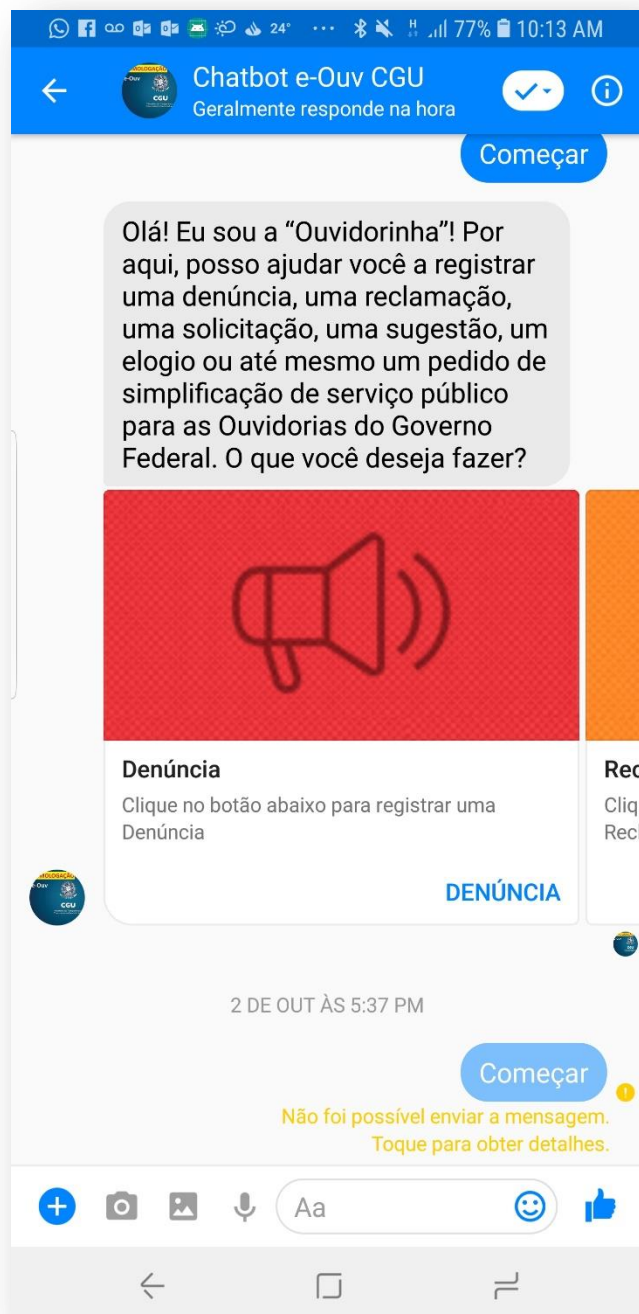 24° ... 77% 10:13 AM
Chatbot e-Ouv CGU
Geralmente responde na hora
Começar
Olá! Eu sou a “Ouvidorinha”! Por
aqui, posso ajudar você a registrar
uma denúncia, uma reclamação,
uma solicitação, uma sugestão, um
elogio ou até mesmo um pedido de
simplificação de serviço público
para as Ouvidorias do Governo
Federal. O que você deseja fazer?
Denúncia
Clique no botão abaixo para registrar uma
Denúncia
DENÚNCIA
Rec
Cliq
Rec
CGU
2 DE OUT ÀS 5:37 PM
Começar
Não foi possível enviar a mensagem.
Toque para obter detalhes.
Aa